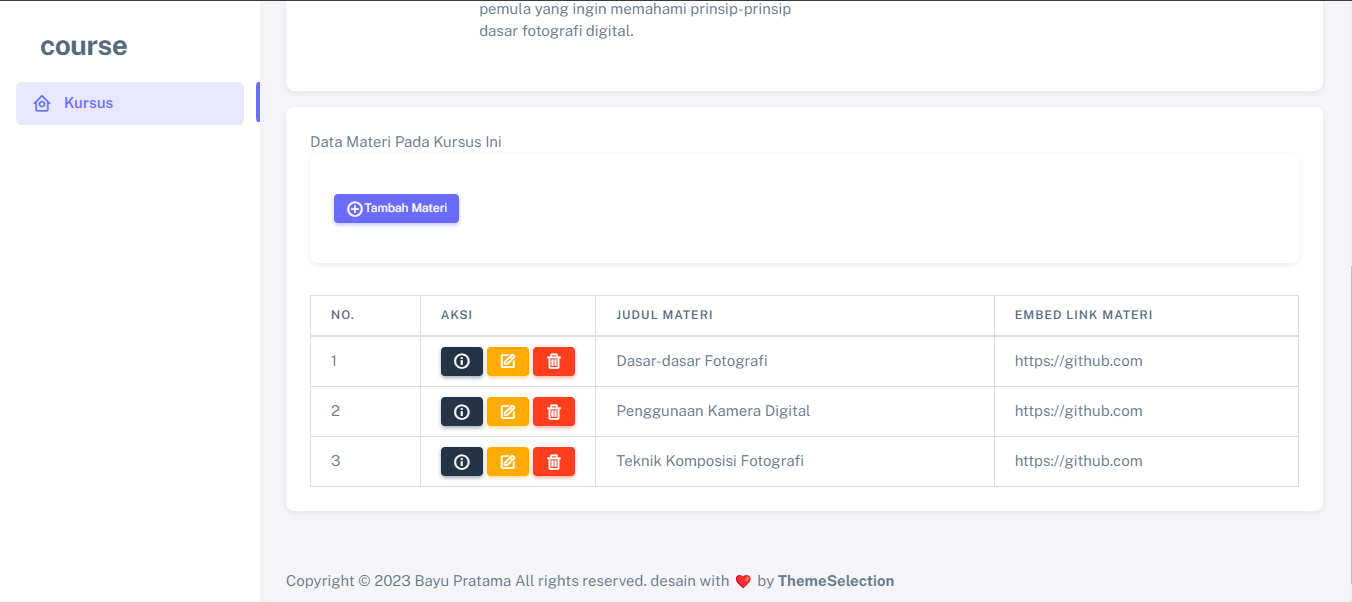 course
Kursus
pemula yang ingin memahami prinsip-prinsip
dasar fotografi digital.
Data Materi Pada Kursus Ini
Tambah Materi
NO. AKSI JUDUL MATERI EMBED LINK MATERI
1 Dasar-dasar Fotografi https://github.com
2 Penggunaan Kamera Digital https://github.com
3 Teknik Komposisi Fotografi https://github.com
Copyright © 2023 Bayu Pratama All rights reserved. desain with ❤️ by ThemeSelection